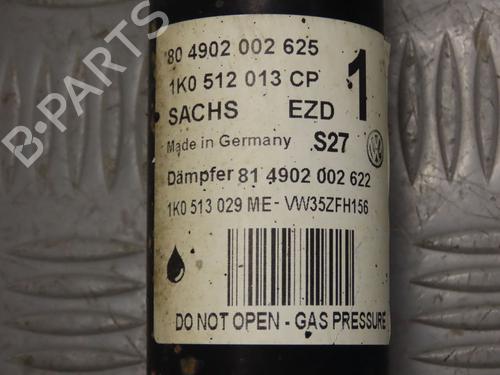 80 4902 002 625
1K0 512 013 CP
1
SACHS EZD
Made in Germany S27
Dämpfer 81 4902 002 622
1K0 513 029 ME - VW35ZFH156
DO NOT OPEN - GAS PRESSURE